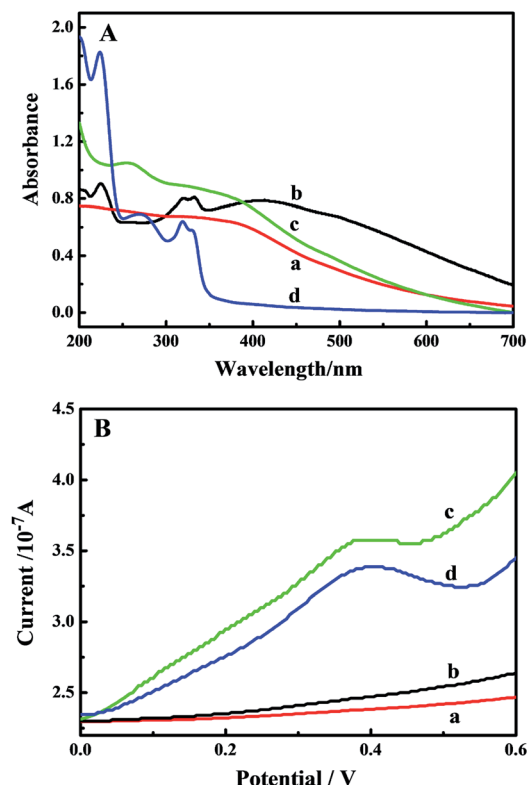 A
2.0
1.6
1.2
0.8
0.4
0.0
Absorbance
b
c
a
d
200 300 400 500 600 700
Wavelength/nm
B
4.5
4.0
3.5
3.0
2.5
Current /10⁻⁷A
c
d
b
a
0.0 0.2 0.4 0.6
Potential / V